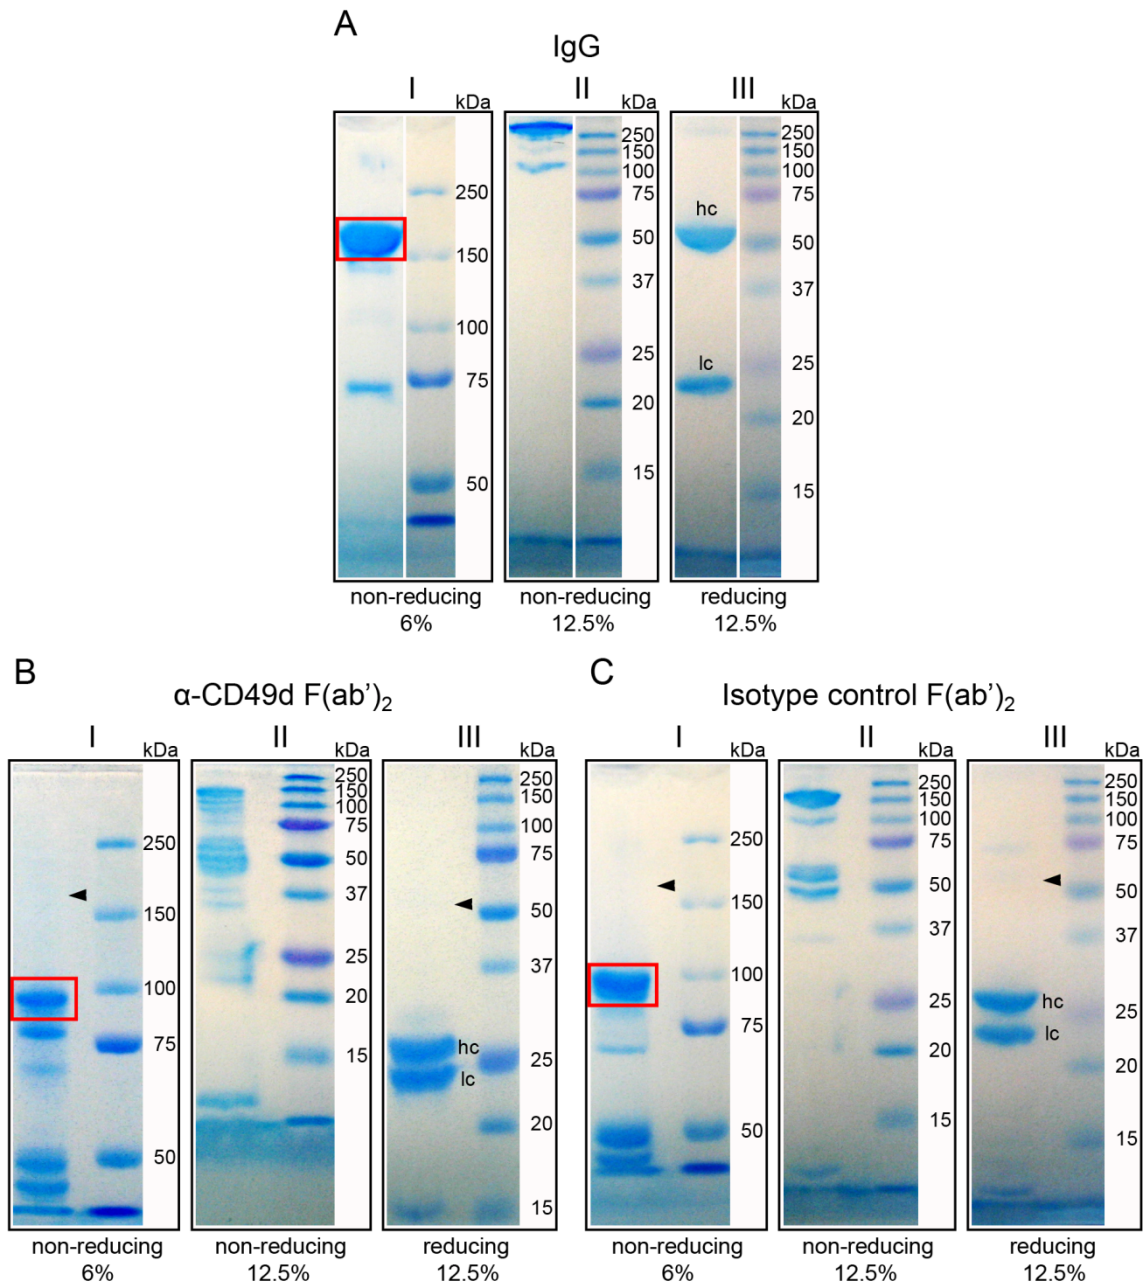 A
IgG
I II III
kDa kDa kDa
250
150
100
75
50
250
150
100
75
50
37
25
20
15
hc
lc
250
150
100
75
50
37
25
20
15
non-reducing non-reducing reducing
6% 12.5% 12.5%
B
α-CD49d F(ab’)₂
I II III
kDa kDa kDa
250
150
100
75
50
250
150
100
75
50
37
25
20
15
hc
lc
250
150
100
75
50
37
25
20
15
non-reducing non-reducing reducing
6% 12.5% 12.5%
C
Isotype control F(ab’)₂
I II III
kDa kDa kDa
250
150
100
75
50
250
150
100
75
50
37
25
20
15
hc
lc
250
150
100
75
50
37
25
20
15
non-reducing non-reducing reducing
6% 12.5% 12.5%